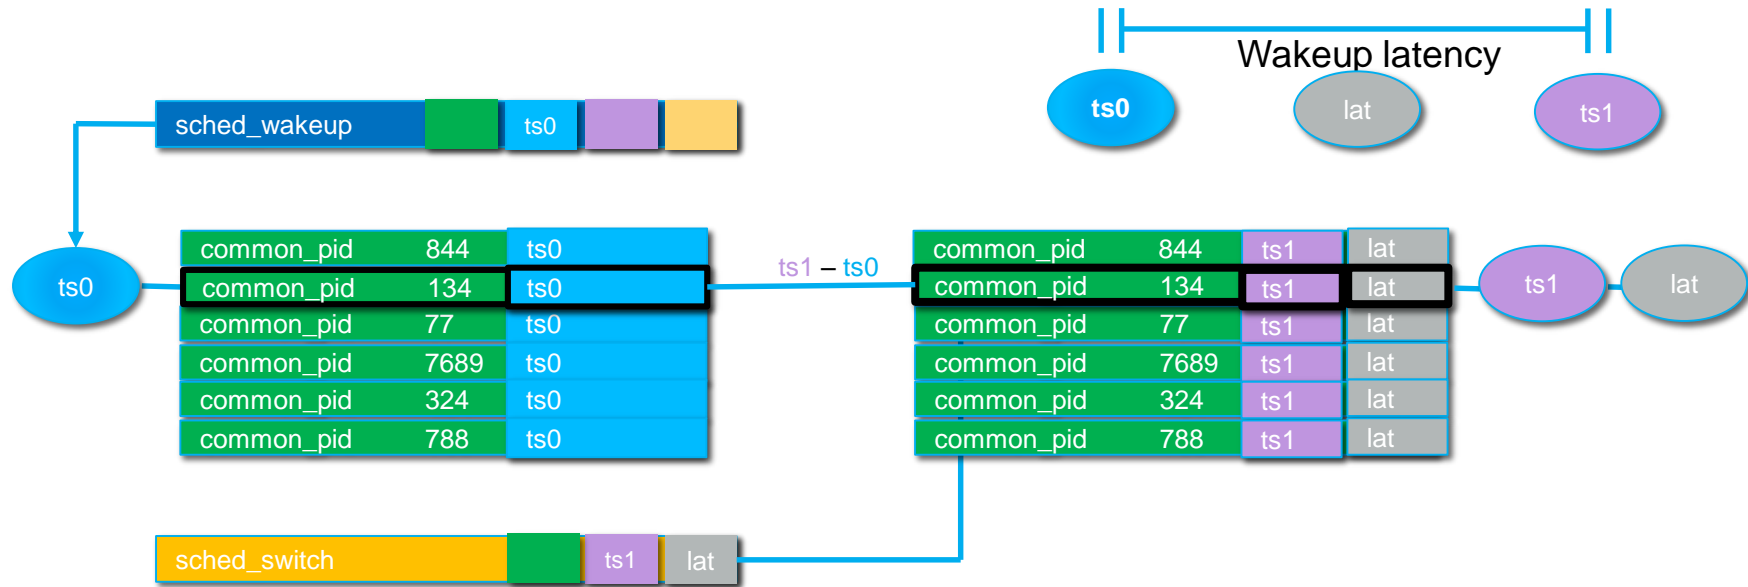 Wakeup latency
ts0 lat ts1
sched_wakeup ts0
ts0
common_pid 844 ts0
common_pid 134 ts0
common_pid 77 ts0
common_pid 7689 ts0
common_pid 324 ts0
common_pid 788 ts0
ts1 – ts0
common_pid 844 ts1 lat
common_pid 134 ts1 lat
common_pid 77 ts1 lat
common_pid 7689 ts1 lat
common_pid 324 ts1 lat
common_pid 788 ts1 lat
ts1
lat
sched_switch ts1 lat